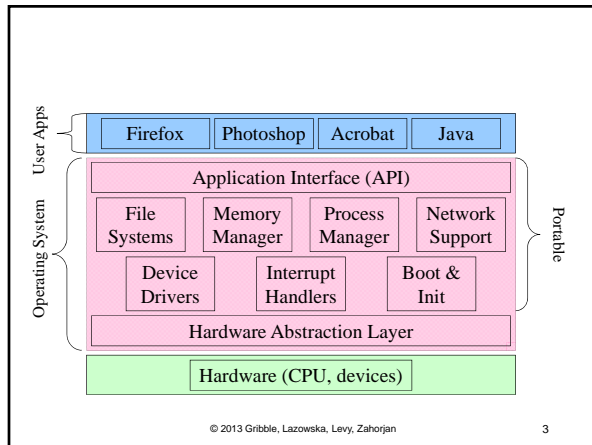 User Apps
Firefox
Photoshop
Acrobat
Java
Operating System
Application Interface (API)
File
Systems
Memory
Manager
Process
Manager
Network
Support
Device
Drivers
Interrupt
Handlers
Boot &
Init
Hardware Abstraction Layer
Portable
Hardware (CPU, devices)
© 2013 Gribble, Lazowska, Levy, Zahorjan
3